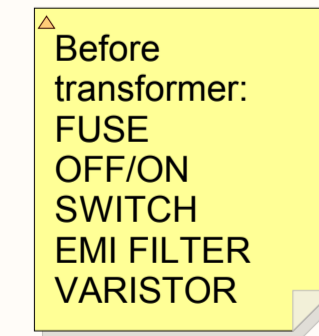 Before
transformer:
FUSE
OFF/ON
SWITCH
EMI FILTER
VARISTOR